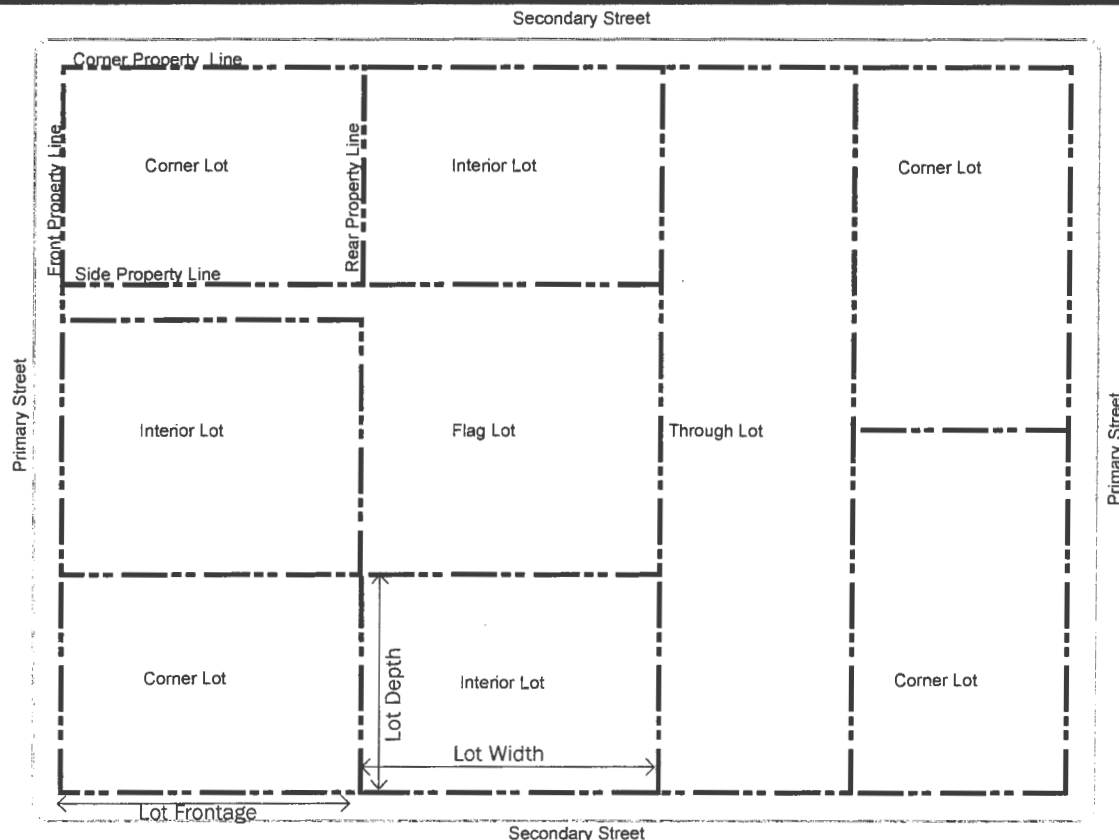 Secondary Street
Corner Property Line
Front Property Line
Corner Lot
Rear Property Line
Interior Lot
Corner Lot
Side Property Line
Primary Street
Interior Lot
Flag Lot
Through Lot
Primary Street
Corner Lot
Lot Depth
Interior Lot
Corner Lot
Lot Width
Lot Frontage
Secondary Street